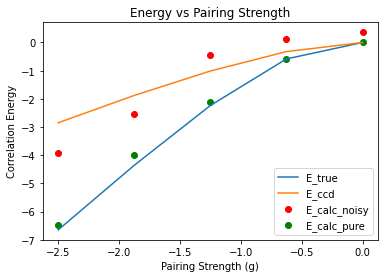 Energy vs Pairing Strength
Correlation Energy
0
−1
−2
−3
−4
−5
−6
−7
E_true
E_ccd
E_calc_noisy
E_calc_pure
−2.5
−2.0
−1.5
−1.0
−0.5
0.0
Pairing Strength (g)